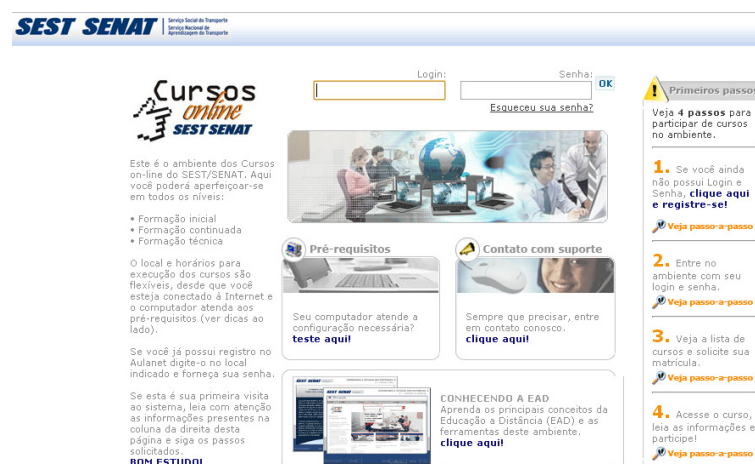 SEST SENAT
Serviço Social do Transporte
Serviço Nacional de
Aprendizagem do Transporte
Login:
Senha:
OK
Esqueceu sua senha?
Cursos
online
SEST SENAT
Este é o ambiente dos Cursos
on-line do SEST/SENAT. Aqui
você poderá aperfeiçoar-se
em todos os níveis:
• Formação inicial
• Formação continuada
• Formação técnica
O local e horários para
execução dos cursos são
flexíveis, desde que você
esteja conectado á Internet e
o computador atenda aos
pré-requisitos (ver dicas ao
lado).
Se você já possui registro no
Aulanet digite-o no local
indicado e forneça sua senha.
Se esta é sua primeira visita
ao sistema, leia com atenção
as informações presentes na
coluna da direita desta
página e siga os passos
solicitados.
BOM ESTUDO!
Pré-requisitos
Seu computador atende a
configuração necessária?
teste aqui!
Contato com suporte
Sempre que precisar, entre
em contato conosco.
clique aqui!
SEST SENAT
SEST SENAT
CONHECENDO A EAD
Aprenda os principais conceitos da
Educação a Distância (EAD) e as
ferramentas deste ambiente.
clique aqui!
Primeiros passos
Veja 4 passos para
participar de cursos
no ambiente.
1. Se você ainda
não possui Login e
Senha, clique aqui
e registre-se!
Veja passo-a-passo
2. Entre no
ambiente com seu
login e senha.
Veja passo-a-passo
3. Veja a lista de
cursos e solicite sua
matrícula.
Veja passo-a-passo
4. Acesse o curso,
leia as informações e
participe!
Veja passo-a-passo